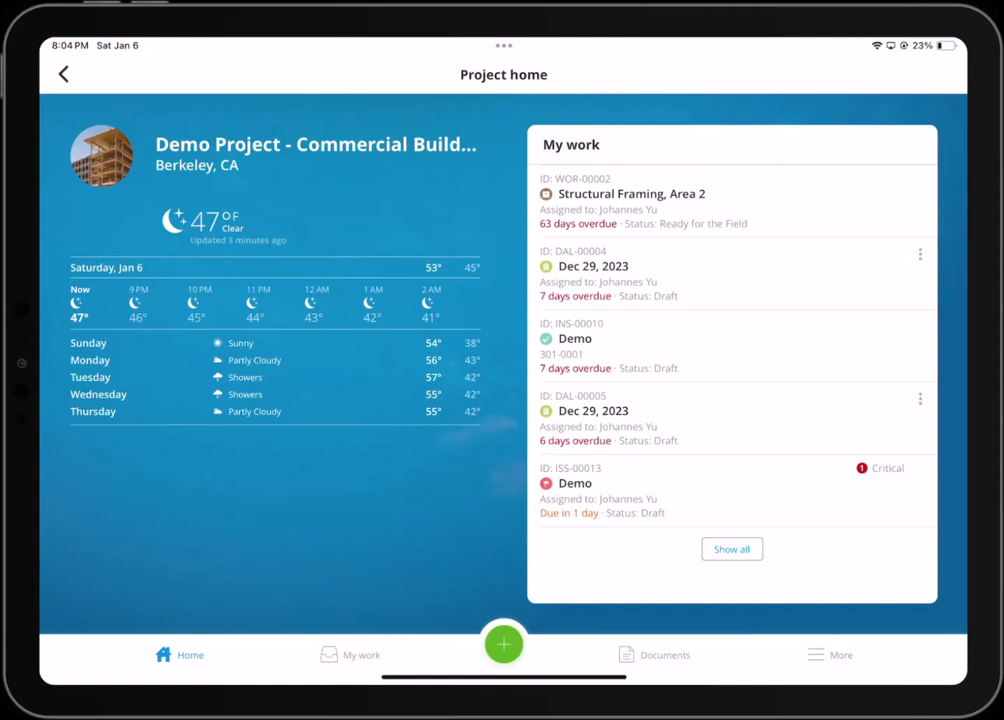 8:04 PM Sat Jan 6
23%
Project home
Demo Project - Commercial Build...
Berkeley, CA
47°F
Clear
Updated 3 minutes ago
Saturday, Jan 6 53° 45°
Now 9 PM 10 PM 11 PM 12 AM 1 AM 2 AM
47° 46° 45° 44° 43° 42° 41°
Sunday Sunny 54° 38°
Monday Partly Cloudy 56° 43°
Tuesday Showers 57° 42°
Wednesday Showers 55° 42°
Thursday Partly Cloudy 55° 42°
My work
ID: WOR-00002
Structural Framing, Area 2
Assigned to: Johannes Yu
63 days overdue · Status: Ready for the Field
ID: DAL-00004
Dec 29, 2023
Assigned to: Johannes Yu
7 days overdue · Status: Draft
ID: INS-00010
Demo
301-0001
7 days overdue · Status: Draft
ID: DAL-00005
Dec 29, 2023
Assigned to: Johannes Yu
6 days overdue · Status: Draft
ID: ISS-00013 1 Critical
Demo
Assigned to: Johannes Yu
Due in 1 day · Status: Draft
Show all
Home My work Documents More